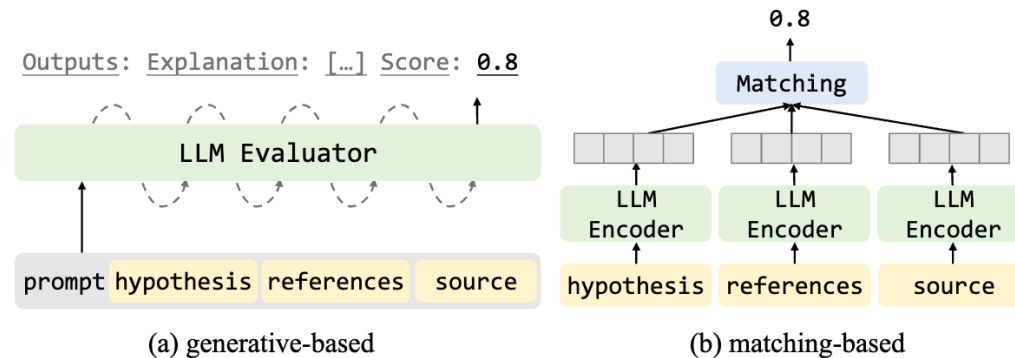 Outputs: Explanation: […] Score: 0.8
LLM Evaluator
prompt hypothesis references source
(a) generative-based
0.8
Matching
LLM Encoder
LLM Encoder
LLM Encoder
hypothesis references source
(b) matching-based